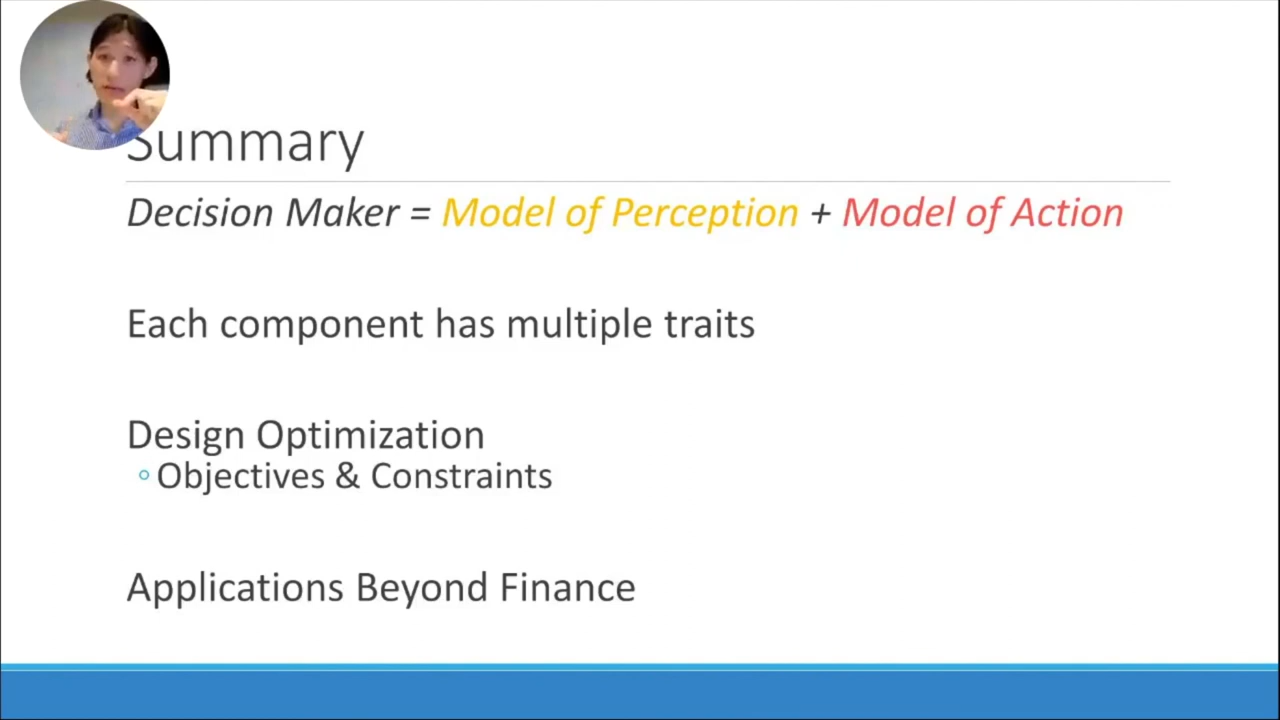 Summary
Decision Maker = Model of Perception + Model of Action
Each component has multiple traits
Design Optimization
Objectives & Constraints
Applications Beyond Finance